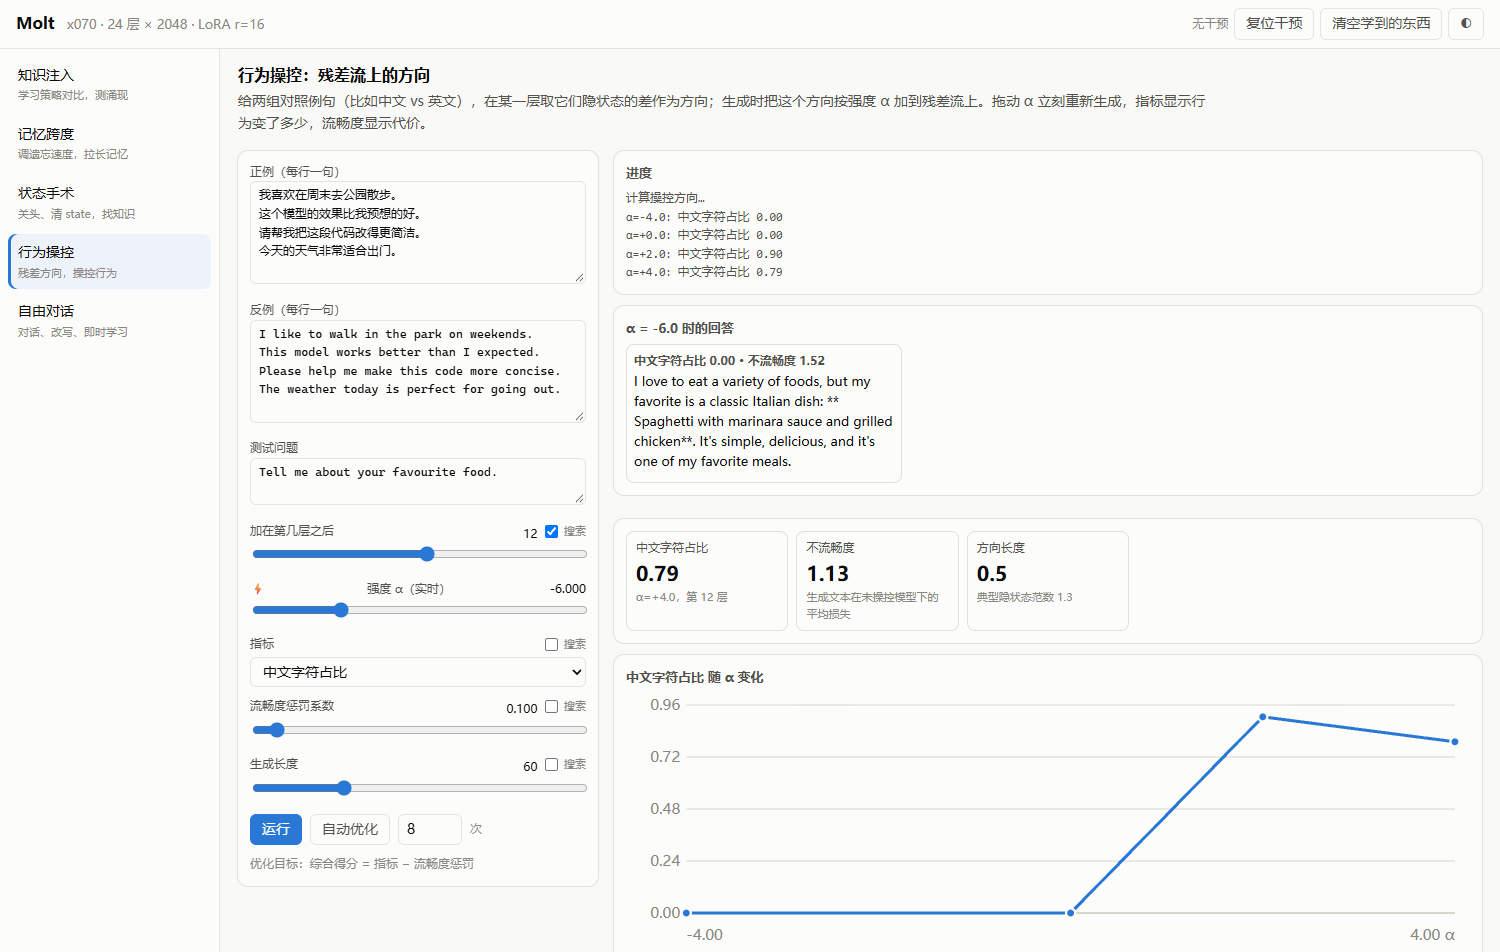 Molt x070 · 24 层 × 2048 · LoRA r=16
无干预 复位干预 清空学到的东西
知识注入
学习策略对比，测涌现
记忆跨度
调遗忘速度，拉长记忆
状态手术
关头、清 state，找知识
行为操控
残差方向，操控行为
自由对话
对话、改写、即时学习
行为操控：残差流上的方向
给两组对照例句（比如中文 vs 英文），在某一层取它们隐状态的差作为方向；生成时把这个方向按强度 α 加到残差流上。拖动 α 立刻重新生成，指标显示行
为变了多少，流畅度显示代价。
正例（每行一句）
我喜欢在周末去公园散步。
这个模型的效果比我预想的好。
请帮我把这段代码改得更简洁。
今天的天气非常适合出门。
反例（每行一句）
I like to walk in the park on weekends.
This model works better than I expected.
Please help me make this code more concise.
The weather today is perfect for going out.
测试问题
Tell me about your favourite food.
加在第几层之后 12 搜索
强度 α（实时） -6.000
指标 搜索
中文字符占比
流畅度惩罚系数 0.100 搜索
生成长度 60 搜索
运行 自动优化 8 次
优化目标：综合得分 = 指标 − 流畅度惩罚
进度
计算操控方向…
α=-4.0: 中文字符占比 0.00
α=+0.0: 中文字符占比 0.00
α=+2.0: 中文字符占比 0.90
α=+4.0: 中文字符占比 0.79
α = -6.0 时的回答
中文字符占比 0.00 • 不流畅度 1.52
I love to eat a variety of foods, but my
favorite is a classic Italian dish: **
Spaghetti with marinara sauce and grilled
chicken**. It's simple, delicious, and it's
one of my favorite meals.
中文字符占比
0.79
α=+4.0，第 12 层
不流畅度
1.13
生成文本在未操控模型下的
平均损失
方向长度
0.5
典型隐状态范数 1.3
中文字符占比 随 α 变化
0.96
0.72
0.48
0.24
0.00
-4.00 4.00 α